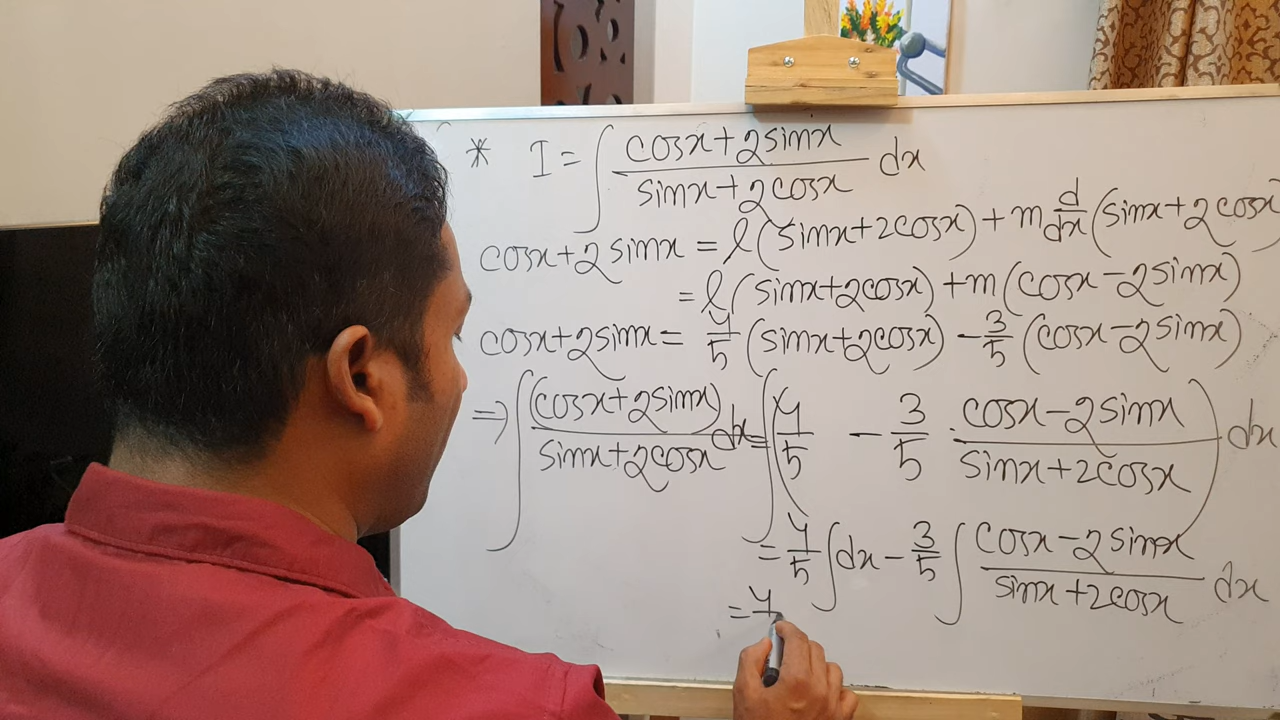 * I = ∫ (cosx+2sinx)/(sinx+2cosx) dx
cosx+2sinx = l(sinx+2cosx) + m d/dx (sinx+2cosx)
= l(sinx+2cosx) + m(cosx−2sinx)
cosx+2sinx = 4/5 (sinx+2cosx) − 3/5 (cosx−2sinx)
⇒ ∫ (cosx+2sinx)/(sinx+2cosx) dx = ∫ (4/5 − 3/5 · (cosx−2sinx)/(sinx+2cosx)) dx
= 4/5 ∫ dx − 3/5 ∫ (cosx−2sinx)/(sinx+2cosx) dx
= 4